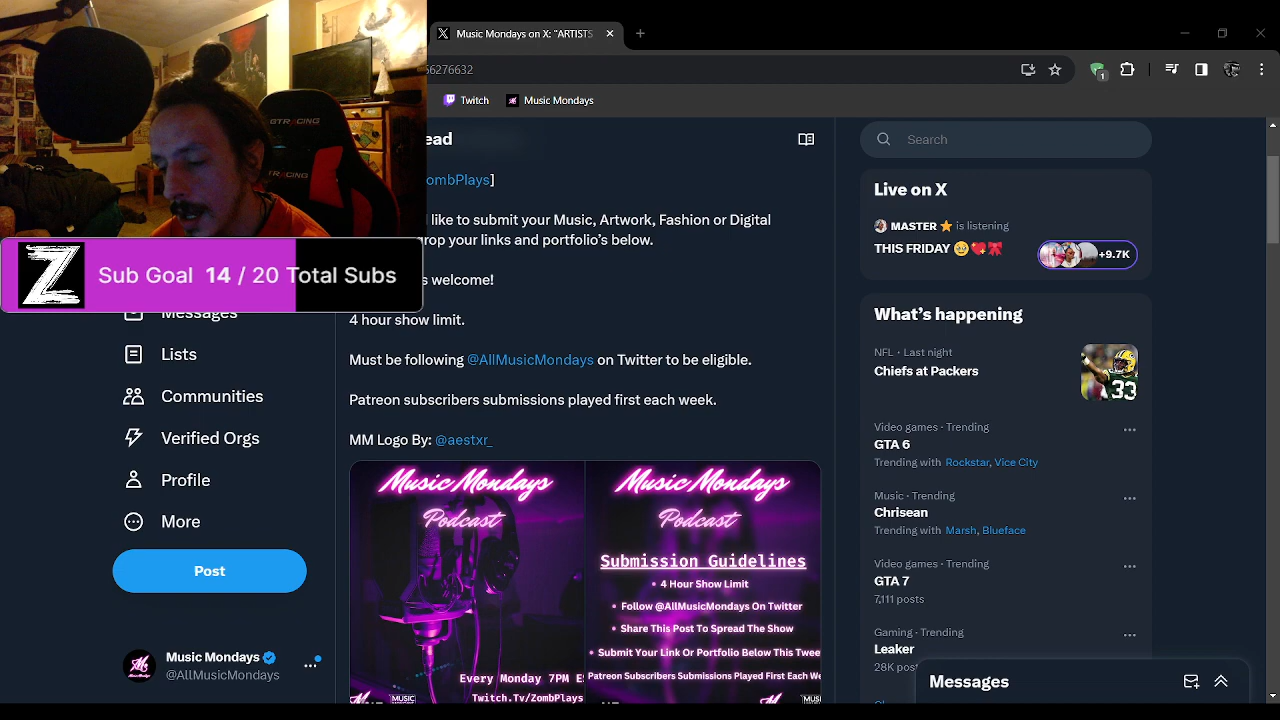 Music Mondays on X: "ARTISTS
56276632
Twitch
Music Mondays
ead
ombPlays]
like to submit your Music, Artwork, Fashion or Digital
rop your links and portfolio's below.
s welcome!
4 hour show limit.
Must be following @AllMusicMondays on Twitter to be eligible.
Patreon subscribers submissions played first each week.
MM Logo By: @aestxr_
GTRACING
RACING
Z Sub Goal 14 / 20 Total Subs
Messages
Lists
Communities
Verified Orgs
Profile
More
Post
Music Mondays
@AllMusicMondays
Music Mondays
Podcast
Every Monday 7PM ES
Twitch.Tv/ZombPlays
MUSIC
Music Mondays
Podcast
Submission Guidelines
• 4 Hour Show Limit
• Follow @AllMusicMondays On Twitter
• Share This Post To Spread The Show
• Submit Your Link Or Portfolio Below This Twee
Patreon Subscribers Submissions Played First Each We
Search
Live on X
MASTER is listening
THIS FRIDAY 🥹💘🎀
+9.7K
What's happening
NFL · Last night
Chiefs at Packers
33
Video games · Trending
GTA 6
Trending with Rockstar, Vice City
Music · Trending
Chrisean
Trending with Marsh, Blueface
Video games · Trending
GTA 7
7,111 posts
Gaming · Trending
Leaker
28K pos
Messages